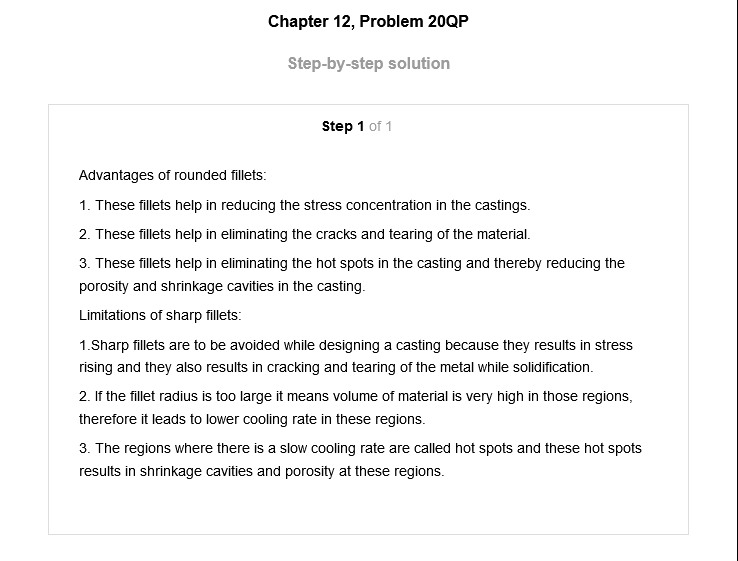 Chapter 12, Problem 20QP
Step-by-step solution
Step 1 of 1
Advantages of rounded fillets:
1. These fillets help in reducing the stress concentration in the castings.
2. These fillets help in eliminating the cracks and tearing of the material.
3. These fillets help in eliminating the hot spots in the casting and thereby reducing the
porosity and shrinkage cavities in the casting.
Limitations of sharp fillets:
1.Sharp fillets are to be avoided while designing a casting because they results in stress
rising and they also results in cracking and tearing of the metal while solidification.
2. If the fillet radius is too large it means volume of material is very high in those regions,
therefore it leads to lower cooling rate in these regions.
3. The regions where there is a slow cooling rate are called hot spots and these hot spots
results in shrinkage cavities and porosity at these regions.